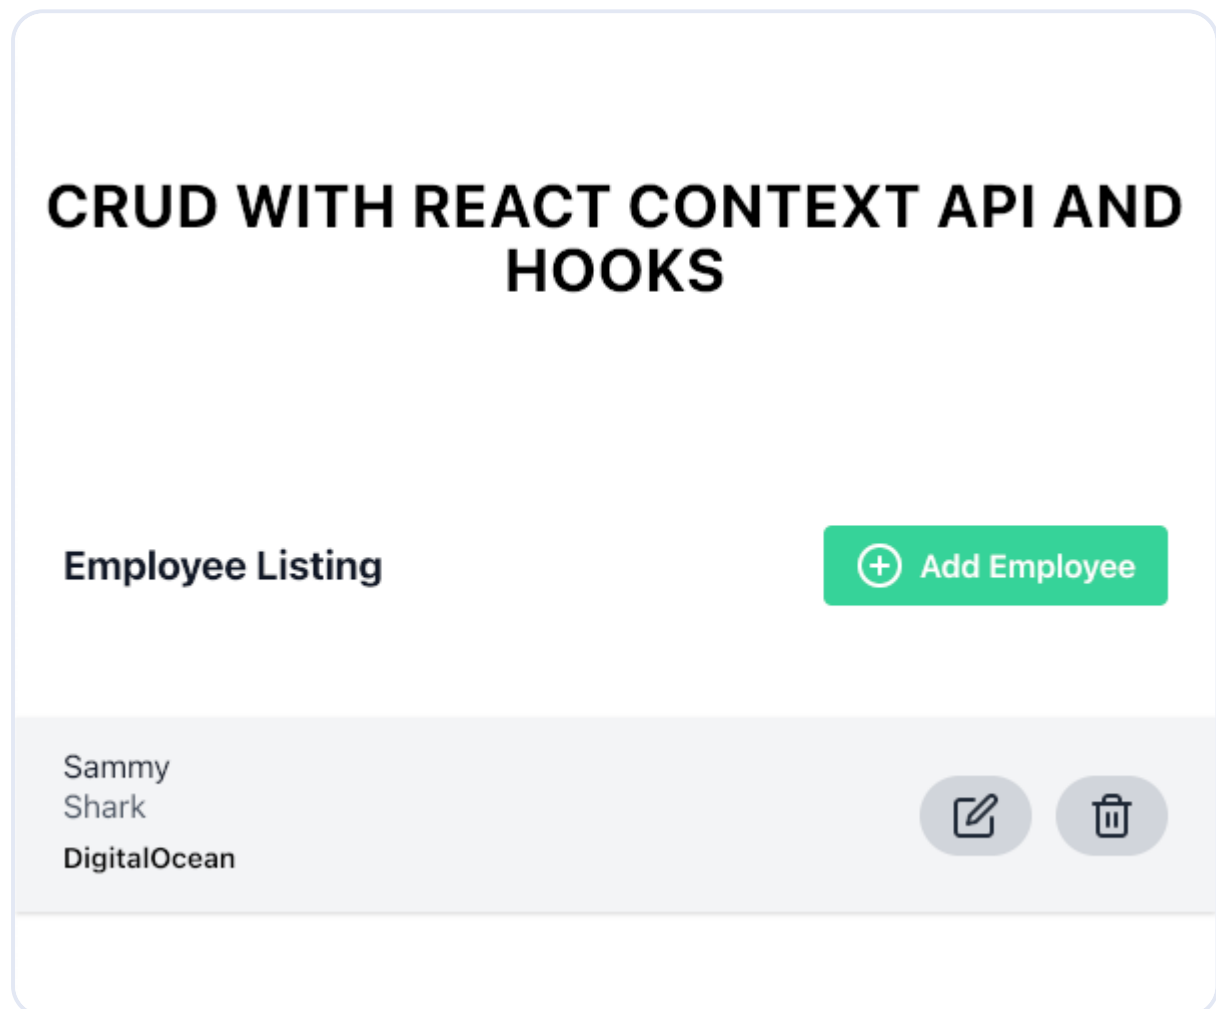 CRUD WITH REACT CONTEXT API AND
HOOKS
Employee Listing
Add Employee
Sammy
Shark
DigitalOcean